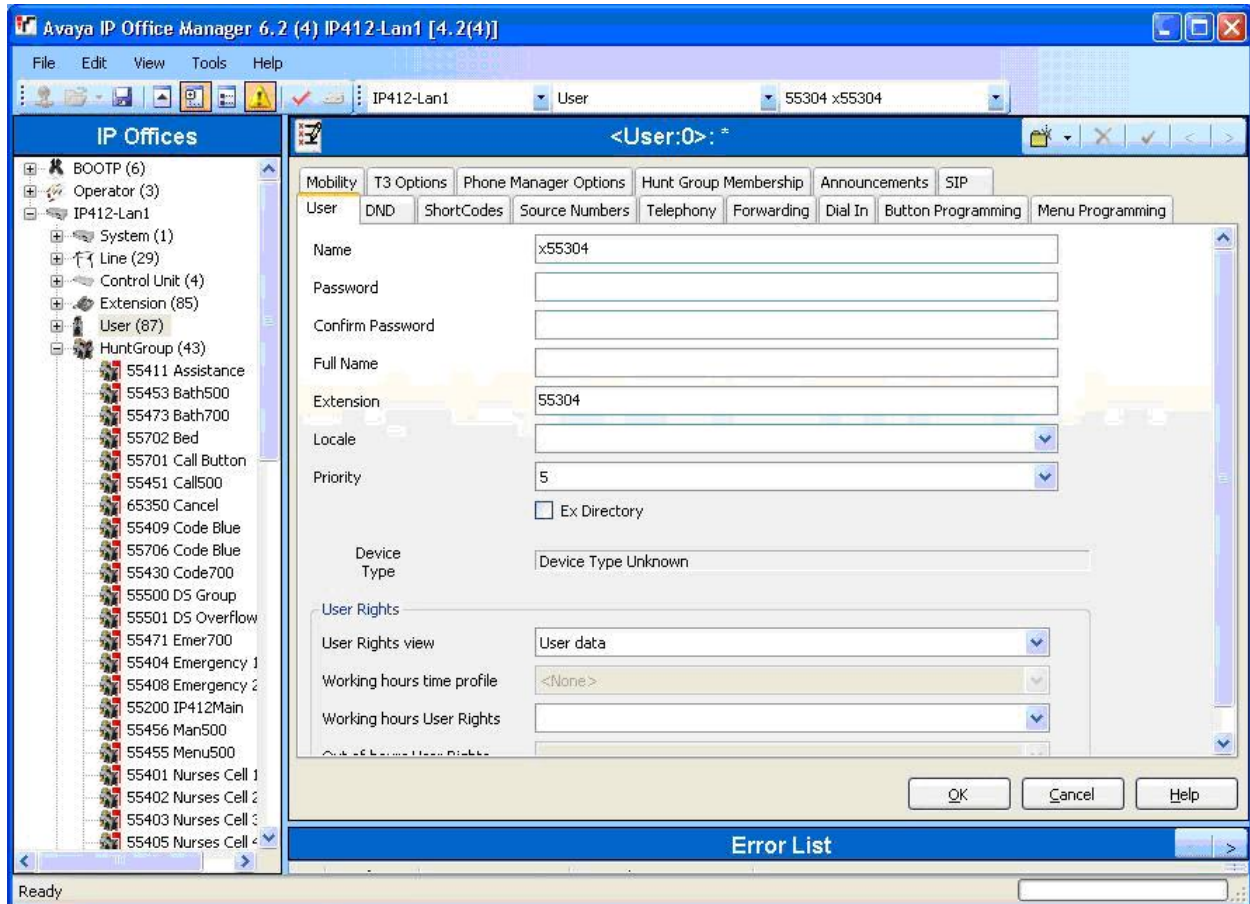 Avaya IP Office Manager 6.2 (4) IP412-Lan1 [4.2(4)]
File Edit View Tools Help
IP412-Lan1 User 55304 x55304
IP Offices
BOOTP (6)
Operator (3)
IP412-Lan1
System (1)
Line (29)
Control Unit (4)
Extension (85)
User (87)
HuntGroup (43)
55411 Assistance
55453 Bath500
55473 Bath700
55702 Bed
55701 Call Button
55451 Call500
65350 Cancel
55409 Code Blue
55706 Code Blue
55430 Code700
55500 DS Group
55501 DS Overflow
55471 Emer700
55404 Emergency 1
55408 Emergency 2
55200 IP412Main
55456 Man500
55455 Menu500
55401 Nurses Cell 1
55402 Nurses Cell 2
55403 Nurses Cell 3
55405 Nurses Cell 4
<User:0>: *
Mobility T3 Options Phone Manager Options Hunt Group Membership Announcements SIP
User DND ShortCodes Source Numbers Telephony Forwarding Dial In Button Programming Menu Programming
Name x55304
Password
Confirm Password
Full Name
Extension 55304
Locale
Priority 5
Ex Directory
Device
Type Device Type Unknown
User Rights
User Rights view User data
Working hours time profile <None>
Working hours User Rights
Out of hours User Rights
OK Cancel Help
Error List
Ready